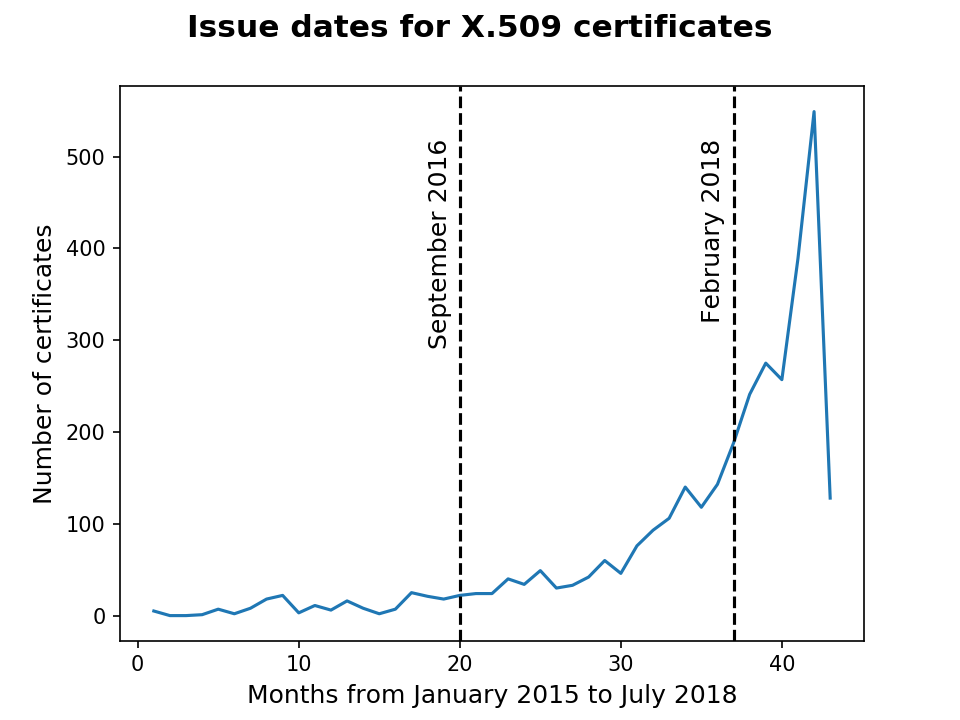 Issue dates for X.509 certificates
500
400
300
200
100
0
Number of certificates
September 2016
February 2018
0 10 20 30 40
Months from January 2015 to July 2018